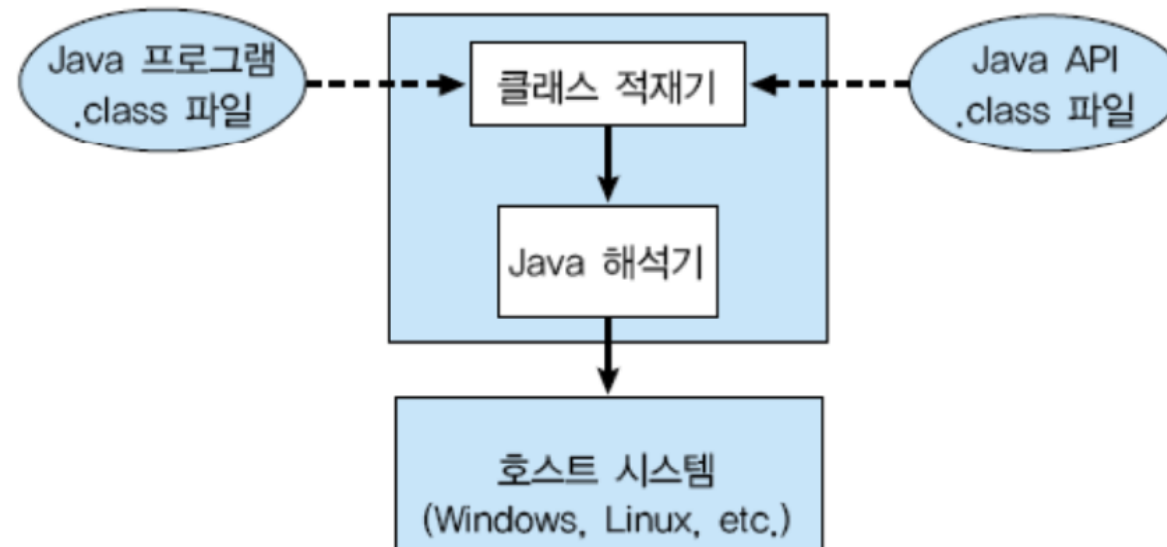 Java 프로그램
.class 파일
클래스 적재기
Java API
.class 파일
Java 해석기
호스트 시스템
(Windows, Linux, etc.)